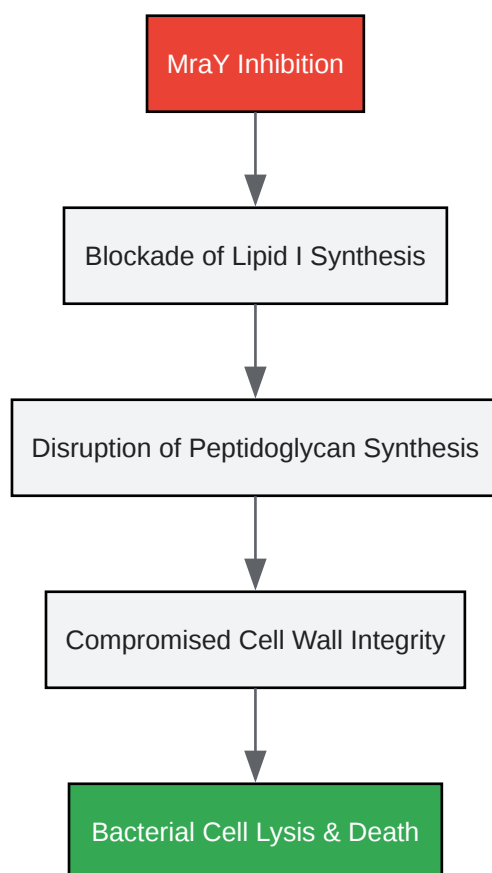 MraY Inhibition
Blockade of Lipid I Synthesis
Disruption of Peptidoglycan Synthesis
Compromised Cell Wall Integrity
Bacterial Cell Lysis & Death